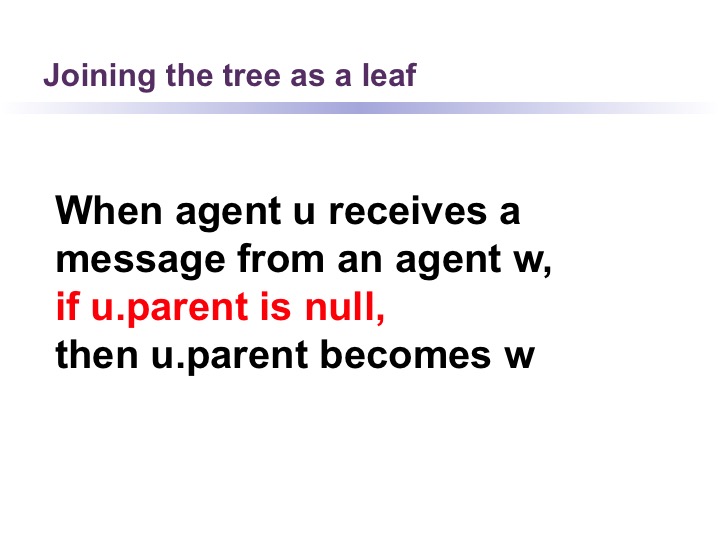 Joining the tree as a leaf
When agent u receives a
message from an agent w,
if u.parent is null,
then u.parent becomes w